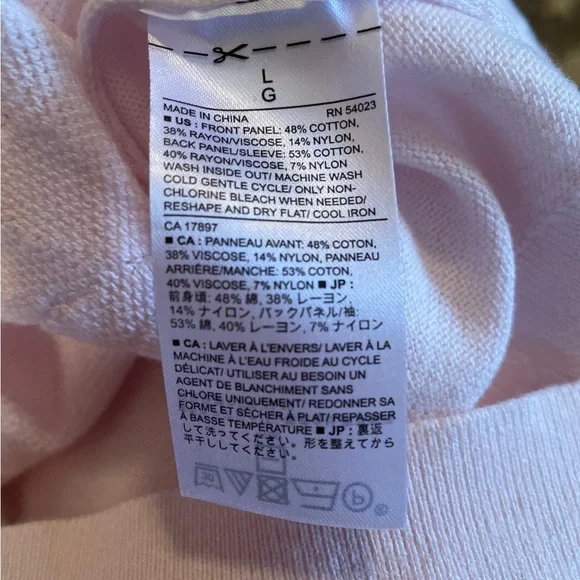 L
G
MADE IN CHINA RN 54023
■ US : FRONT PANEL: 48% COTTON,
38% RAYON/VISCOSE, 14% NYLON,
BACK PANEL/SLEEVE: 53% COTTON,
40% RAYON/VISCOSE, 7% NYLON
WASH INSIDE OUT/ MACHINE WASH
COLD GENTLE CYCLE/ ONLY NON-
CHLORINE BLEACH WHEN NEEDED/
RESHAPE AND DRY FLAT/ COOL IRON
CA 17897
■ CA : PANNEAU AVANT: 48% COTON,
38% VISCOSE, 14% NYLON, PANNEAU
ARRIÈRE/MANCHE: 53% COTON,
40% VISCOSE, 7% NYLON ■ JP :
前身頃: 48% 綿, 38% レーヨン,
14% ナイロン, バックパネル/袖:
53% 綿, 40% レーヨン, 7% ナイロン
■ CA : LAVER À L'ENVERS/ LAVER À LA
MACHINE À L'EAU FROIDE AU CYCLE
DÉLICAT/ UTILISER AU BESOIN UN
AGENT DE BLANCHIMENT SANS
CHLORE UNIQUEMENT/ REDONNER SA
FORME ET SÉCHER À PLAT/ REPASSER
À BASSE TEMPÉRATURE ■ JP : 裏返
して洗ってください。形を整えてから
平干ししてください。
30
P